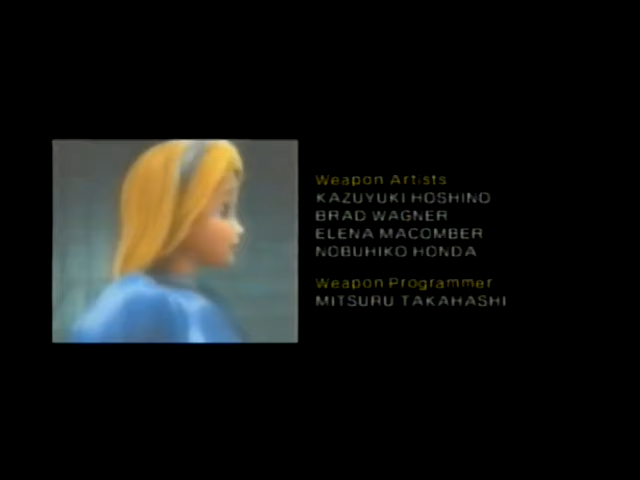 Weapon Artists
KAZUYUKI HOSHINO
BRAD WAGNER
ELENA MACOMBER
NOBUHIKO HONDA
Weapon Programmer
MITSURU TAKAHASHI